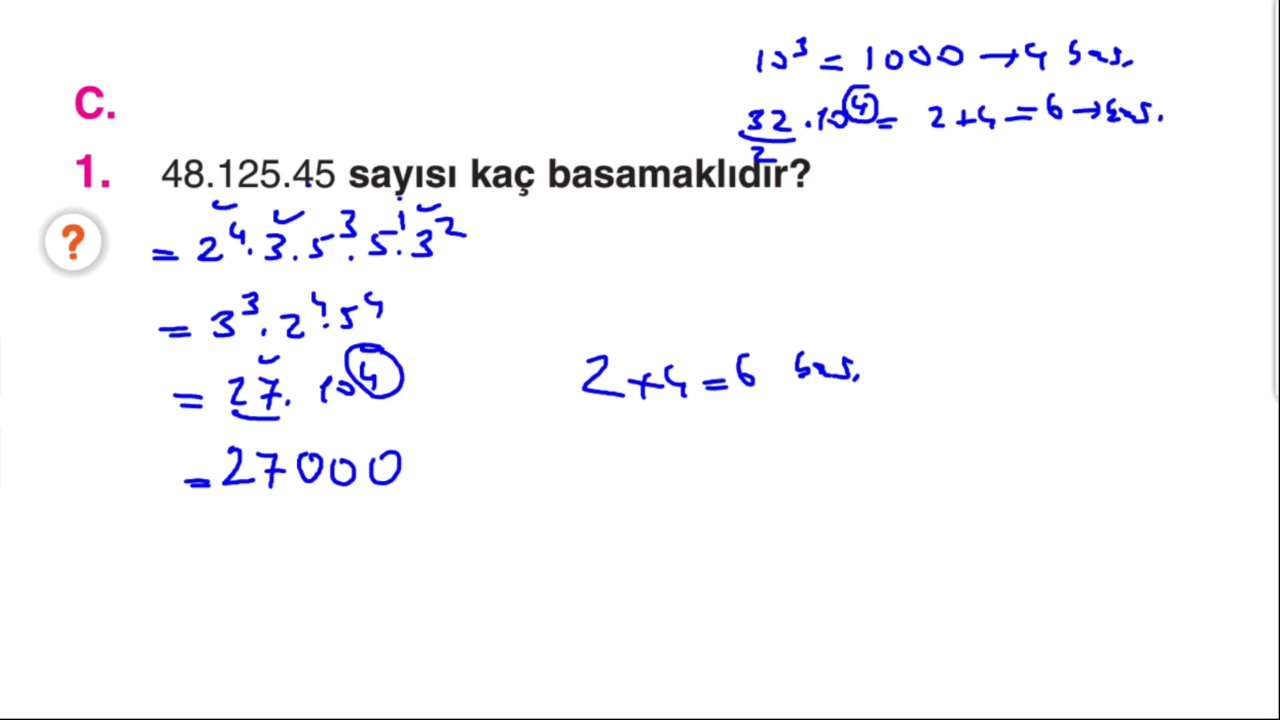 10³ = 1000 → 4 bas.
C.
32 . 10⁴ = 2+4 = 6 → bas.
2
1. 48.125.45 sayısı kaç basamaklıdır?
?
= 2⁴.3.5³.5¹.3²
= 3³.2⁴.5⁴
= 27. 10⁴ 2+4=6 bas.
= 27000